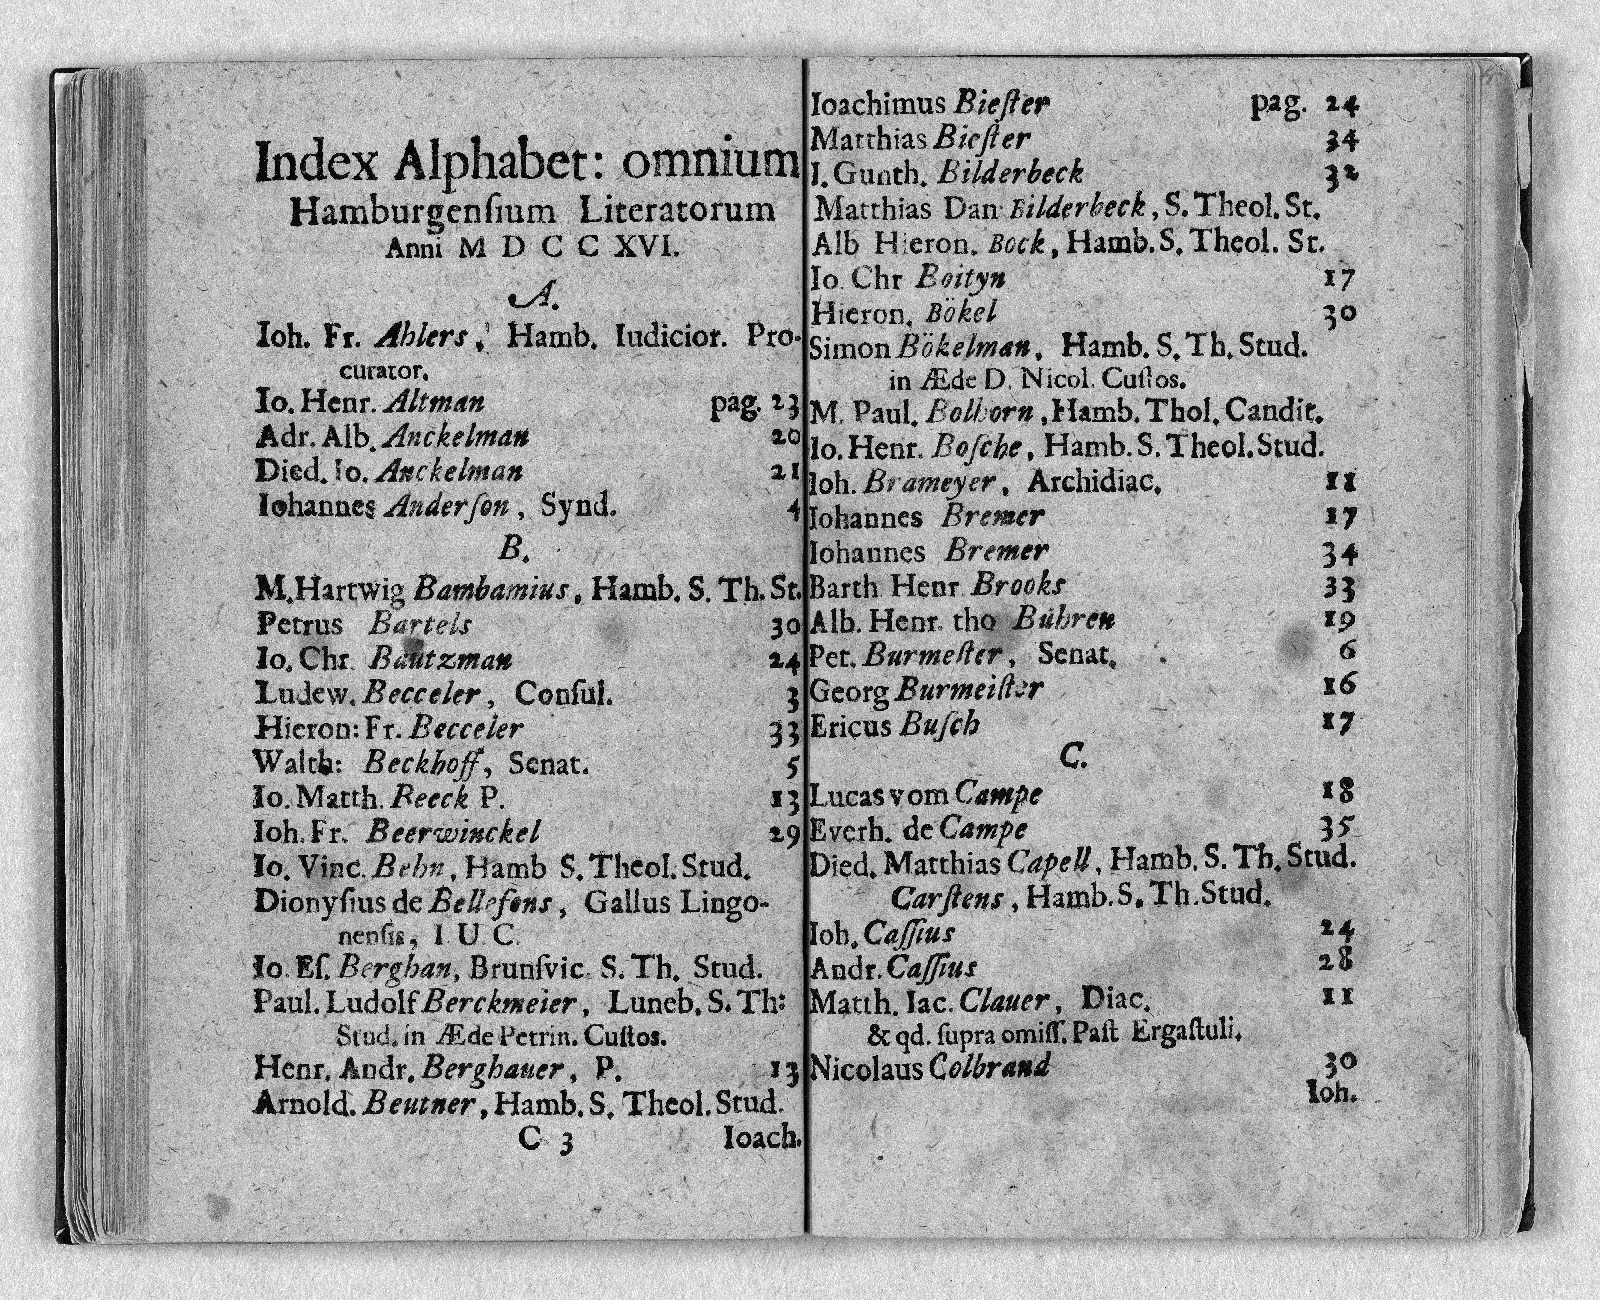 Index Alphabet: omnium
Hamburgenſium Literatorum
Anni M D C C XVI.
A.
Ioh. Fr. Ahlers, Hamb. Iudicior. Pro-
curator.
Io. Henr. Altman pag. 23
Adr. Alb. Anckelman 20
Died. Io. Anckelman 21
Iohannes Anderſon, Synd. 4
B.
M. Hartwig Bambamius, Hamb. S. Th. St.
Petrus Bartels 30
Io. Chr. Bautzman 24
Ludew. Becceler, Conſul. 3
Hieron: Fr. Becceler 33
Walth: Beckhoff, Senat. 5
Io. Matth. Reeck P. 13
Ioh. Fr. Beerwinckel 29
Io. Vinc. Behn, Hamb S. Theol. Stud.
Dionyſius de Bellefons, Gallus Lingo-
nenſis, I U C.
Io. Eſ. Berghan, Brunſvic. S. Th. Stud.
Paul. Ludolf Berckmeier, Luneb. S. Th:
Stud. in Æde Petrin. Cuſtos.
Henr. Andr. Berghauer, P. 13
Arnold. Beutner, Hamb. S. Theol. Stud.
C 3 Ioach.
Ioachimus Bieſter pag. 24
Matthias Bieſter 34
I. Gunth. Bilderbeck 32
Matthias Dan Bilderbeck, S. Theol. St.
Alb Hieron. Bock, Hamb. S. Theol. St.
Io. Chr Boityn 17
Hieron. Bökel 30
Simon Bökelman, Hamb. S. Th. Stud.
in Æde D. Nicol. Cuſtos.
M. Paul. Bolhorn, Hamb. Thol. Candit.
Io. Henr. Boſche, Hamb. S. Theol. Stud.
Ioh. Brameyer, Archidiac. 11
Iohannes Bremer 17
Iohannes Bremer 34
Barth Henr Brooks 33
Alb. Henr. tho Bühren 19
Pet. Burmeſter, Senat. 6
Georg Burmeiſter 16
Ericus Buſch 17
C.
Lucas vom Campe 18
Everh. de Campe 35
Died. Matthias Capell, Hamb. S. Th. Stud.
Carſtens, Hamb. S. Th. Stud.
Ioh. Caſſius 24
Andr. Caſſius 28
Matth. Iac. Clauer, Diac. 11
& qd. ſupra omiſſ. Paſt Ergaſtuli.
Nicolaus Colbrand 30
Ioh.